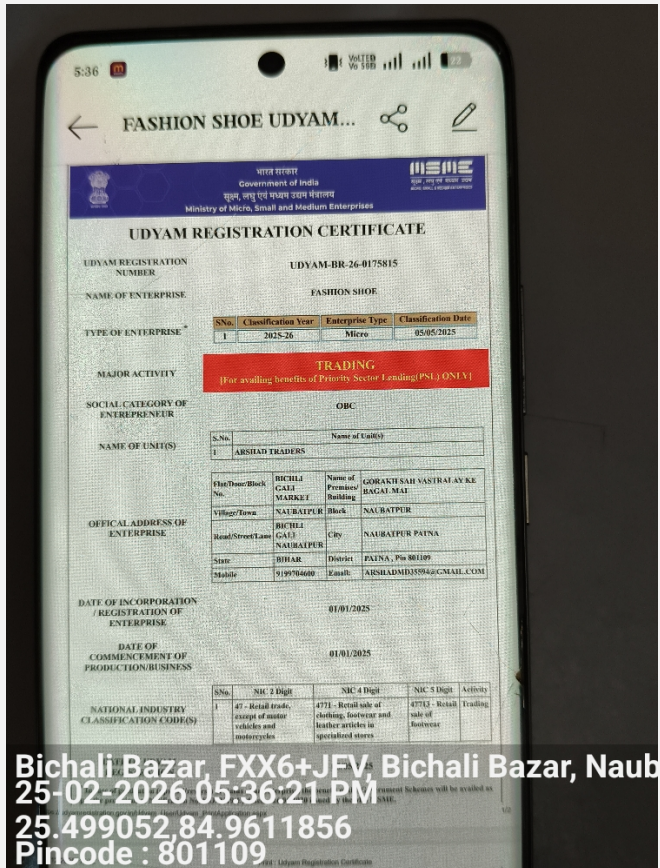 5:36
VoLTED
Vo 5GD
22
FASHION SHOE UDYAM...
भारत सरकार
Government of India
सूक्ष्म, लघु एवं मध्यम उद्यम मंत्रालय
Ministry of Micro, Small and Medium Enterprises
MSME
UDYAM REGISTRATION CERTIFICATE
UDYAM REGISTRATION NUMBER
UDYAM-BR-26-0175815
NAME OF ENTERPRISE
FASHION SHOE
TYPE OF ENTERPRISE *
SNo. Classification Year Enterprise Type Classification Date
1 2025-26 Micro 05/05/2025
MAJOR ACTIVITY
TRADING
[For availing benefits of Priority Sector Lending(PSL) ONLY]
SOCIAL CATEGORY OF ENTREPRENEUR
OBC
NAME OF UNIT(S)
S.No. Name of Unit(s)
1 ARSHAD TRADERS
OFFICAL ADDRESS OF ENTERPRISE
Flat/Door/Block No. BICHLI GALI MARKET Name of Premises/ Building GORAKH SAH VASTRALAY KE BAGAL MAI
Village/Town NAUBATPUR Block NAUBATPUR
Road/Street/Lane BICHLI GALI NAUBATPUR City NAUBATPUR PATNA
State BIHAR District PATNA , Pin 801109
Mobile 9199704600 Email: ARSHADMD35594@GMAIL.COM
DATE OF INCORPORATION / REGISTRATION OF ENTERPRISE
01/01/2025
DATE OF COMMENCEMENT OF PRODUCTION/BUSINESS
01/01/2025
NATIONAL INDUSTRY CLASSIFICATION CODE(S)
SNo. NIC 2 Digit NIC 4 Digit NIC 5 Digit Activity
1 47 - Retail trade, except of motor vehicles and motorcycles 4771 - Retail sale of clothing, footwear and leather articles in specialized stores 47713 - Retail sale of footwear Trading
Bichali Bazar, FXX6+JFV, Bichali Bazar, Naub
25-02-2026 05:36:21 PM
25.499052,84.9611856
Pincode : 801109
Udyam Registration Certificate